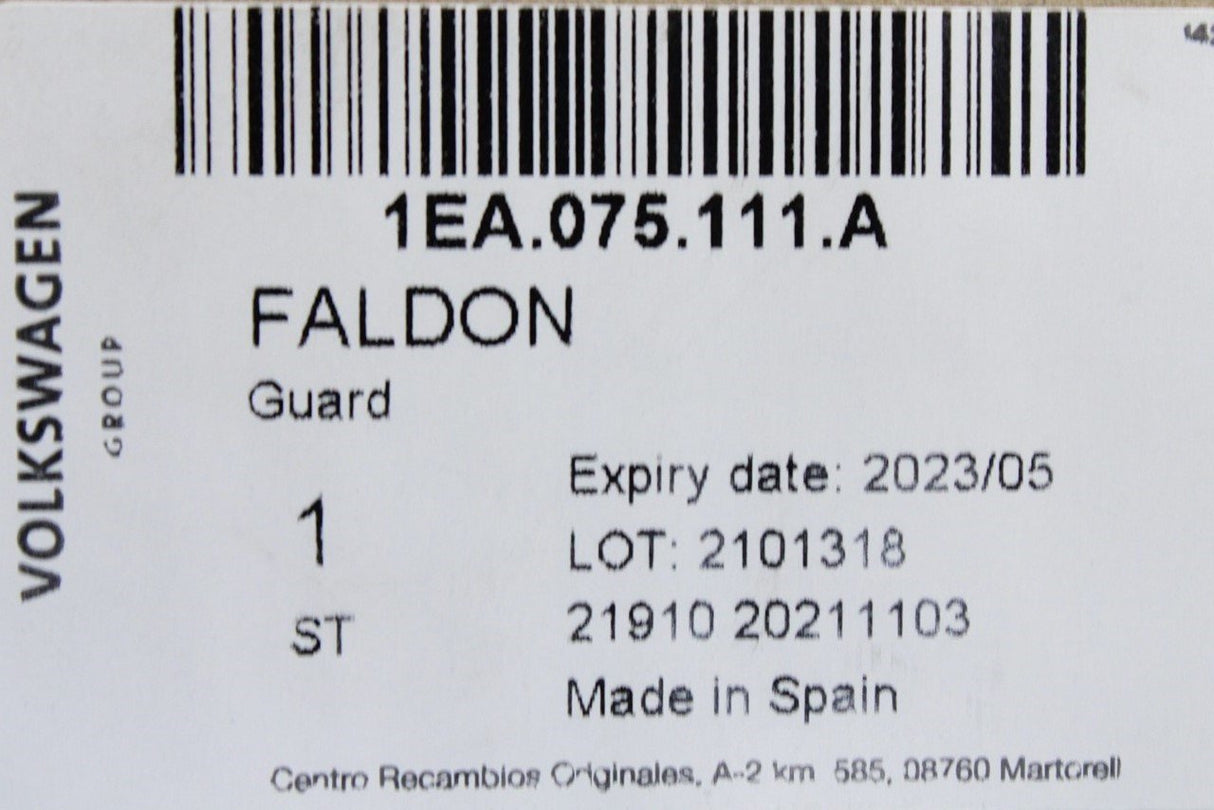 1EA.075.111.A
FALDON
Guard
Expiry date: 2023/05
1
LOT: 2101318
21910 20211103
ST
Made in Spain
Centro Recambios Originales, A-2 km 585, 08760 Martorell
VOLKSWAGEN
GROUP